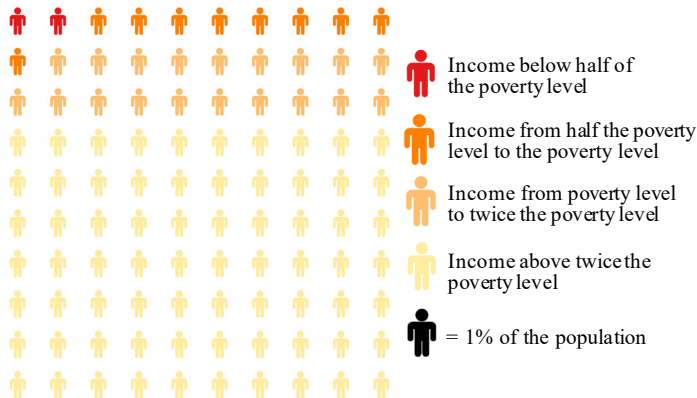 Income below half of
the poverty level
Income from half the poverty
level to the poverty level
Income from poverty level
to twice the poverty level
Income above twice the
poverty level
= 1% of the population